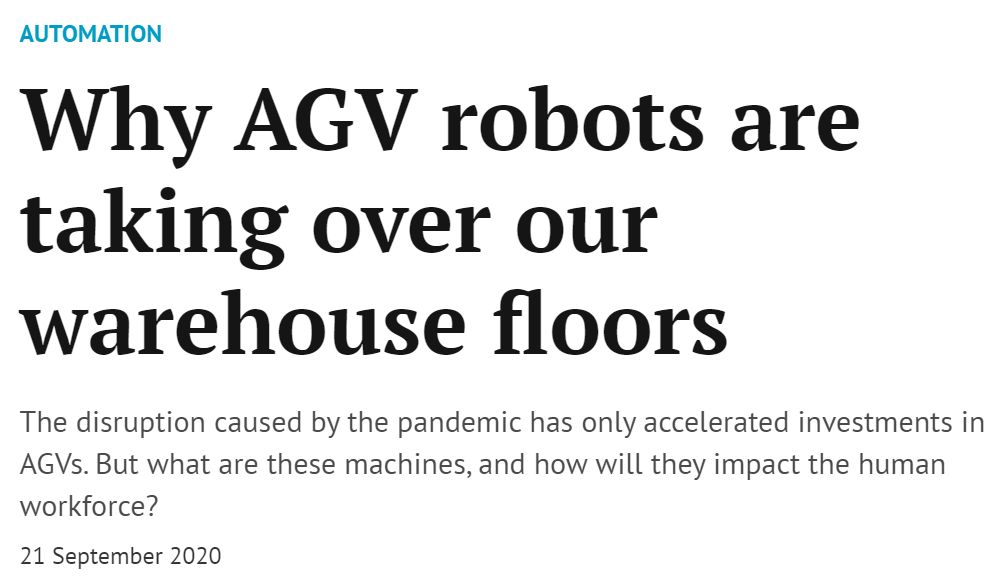 AUTOMATION
Why AGV robots are
taking over our
warehouse floors
The disruption caused by the pandemic has only accelerated investments in
AGVs. But what are these machines, and how will they impact the human
workforce?
21 September 2020